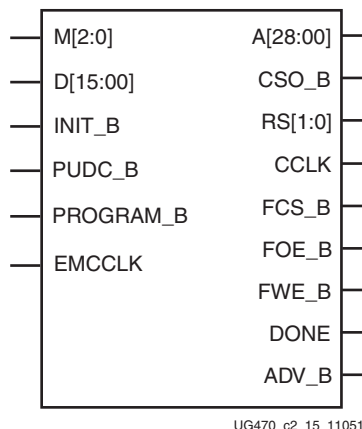 M[2:0]
D[15:00]
INIT_B
PUDC_B
PROGRAM_B
EMCCLK
A[28:00]
CSO_B
RS[1:0]
CCLK
FCS_B
FOE_B
FWE_B
DONE
ADV_B
UG470_c2_15_11051